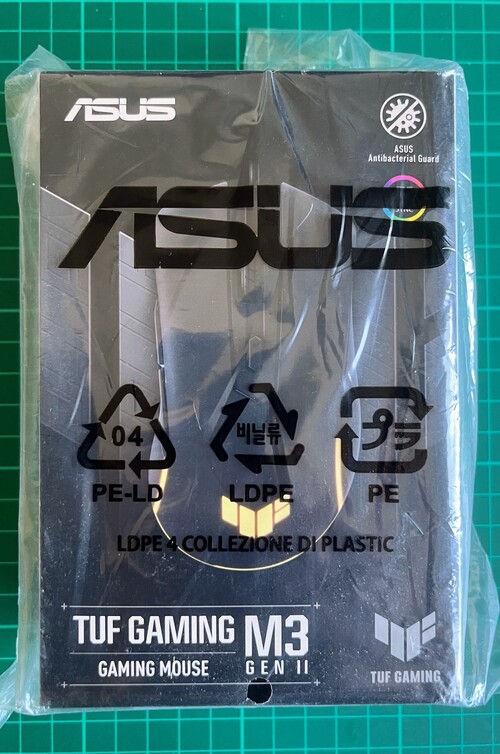 ASUS
ASUS
Antibacterial Guard
SYNC
ASUS
04
비닐류
プラ
PE-LD
LDPE
PE
LDPE 4 COLLEZIONE DI PLASTIC
TUF GAMING
M3
GAMING MOUSE
GEN II
TUF GAMING